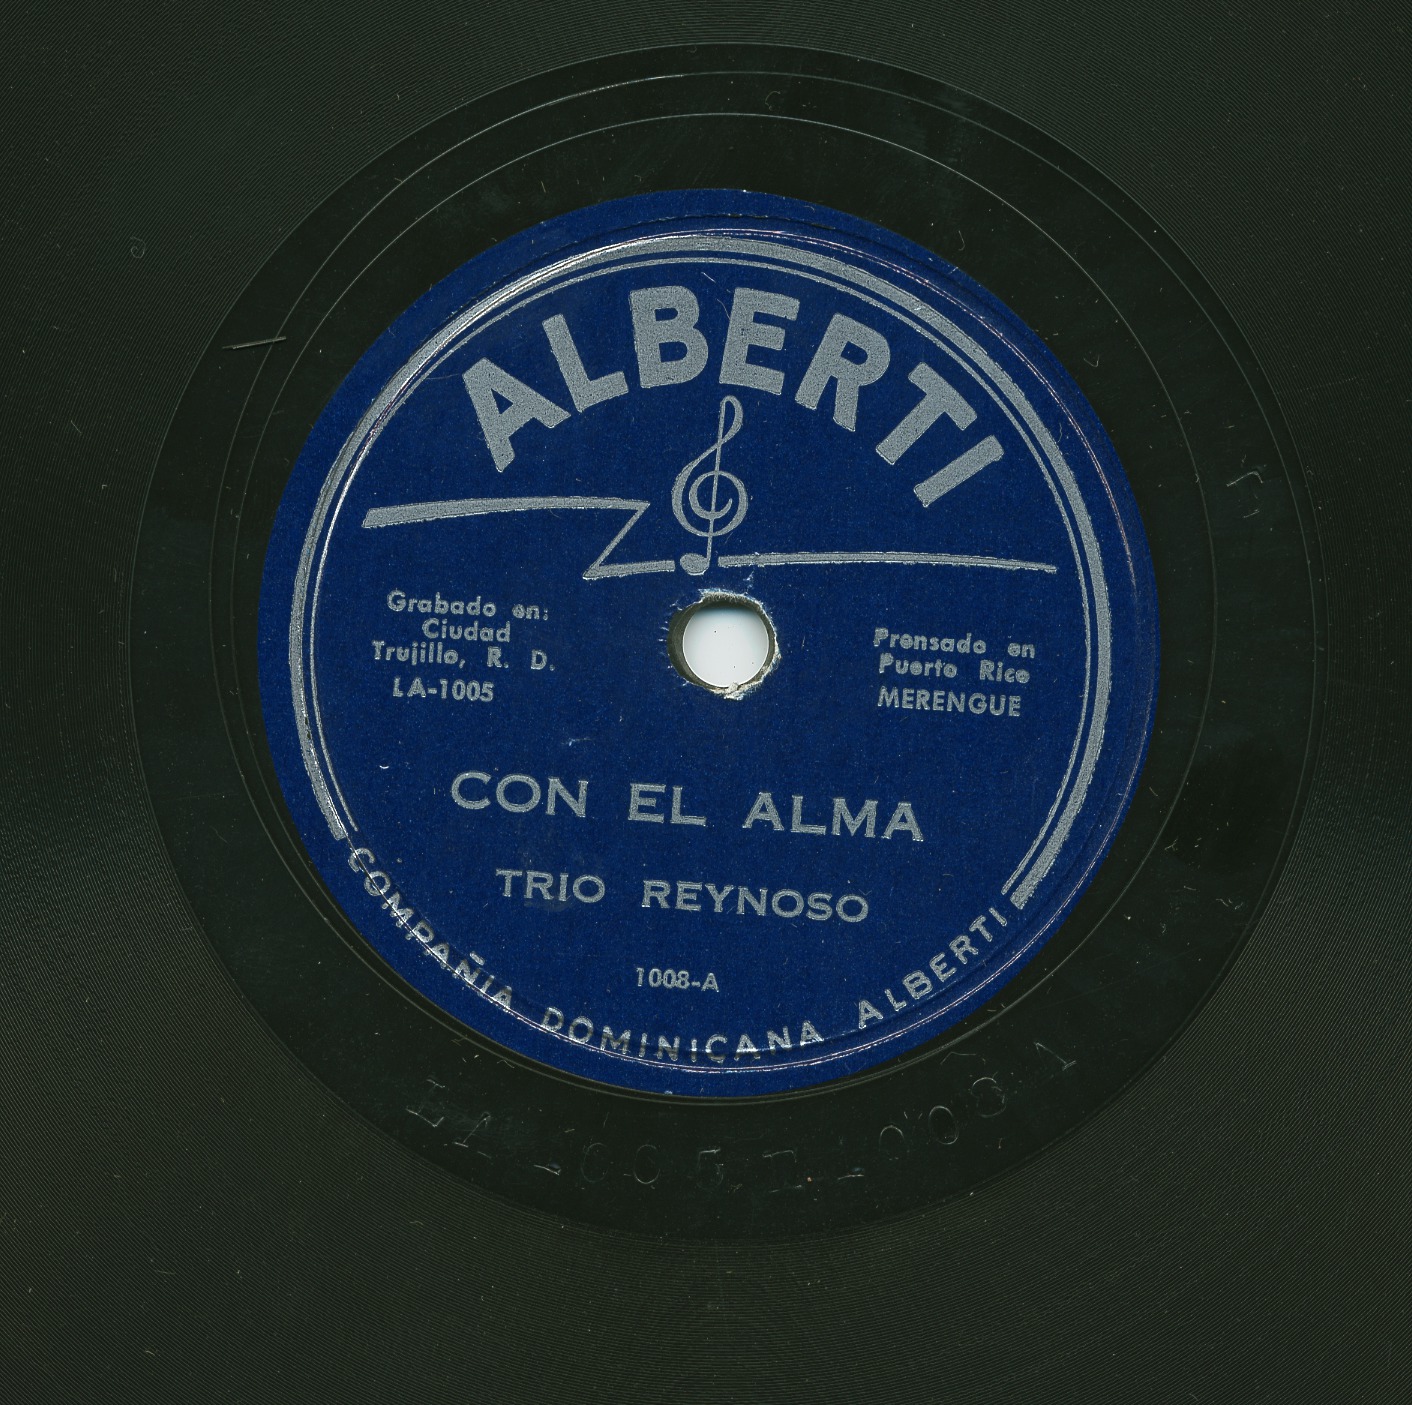 ALBERTI
Grabado en:
Ciudad
Trujillo, R. D.
LA-1005
Prensado en
Puerto Rico
MERENGUE
CON EL ALMA
TRIO REYNOSO
1008-A
COMPAÑIA DOMINICANA ALBERTI